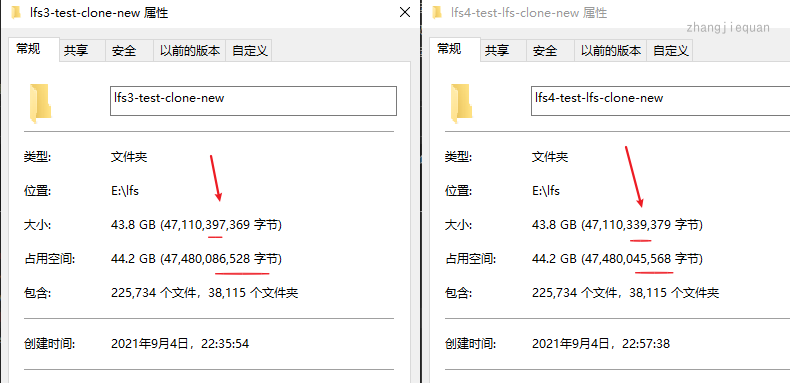 lfs3-test-clone-new 属性
常规 共享 安全 以前的版本 自定义
lfs3-test-clone-new
类型: 文件夹
位置: E:\lfs
大小: 43.8 GB (47,110,397,369 字节)
占用空间: 44.2 GB (47,480,086,528 字节)
包含: 225,734 个文件，38,115 个文件夹
创建时间: 2021年9月4日，22:35:54
lfs4-test-lfs-clone-new 属性
zhangjiequan
常规 共享 安全 以前的版本 自定义
lfs4-test-lfs-clone-new
类型: 文件夹
位置: E:\lfs
大小: 43.8 GB (47,110,339,379 字节)
占用空间: 44.2 GB (47,480,045,568 字节)
包含: 225,734 个文件，38,115 个文件夹
创建时间: 2021年9月4日，22:57:38